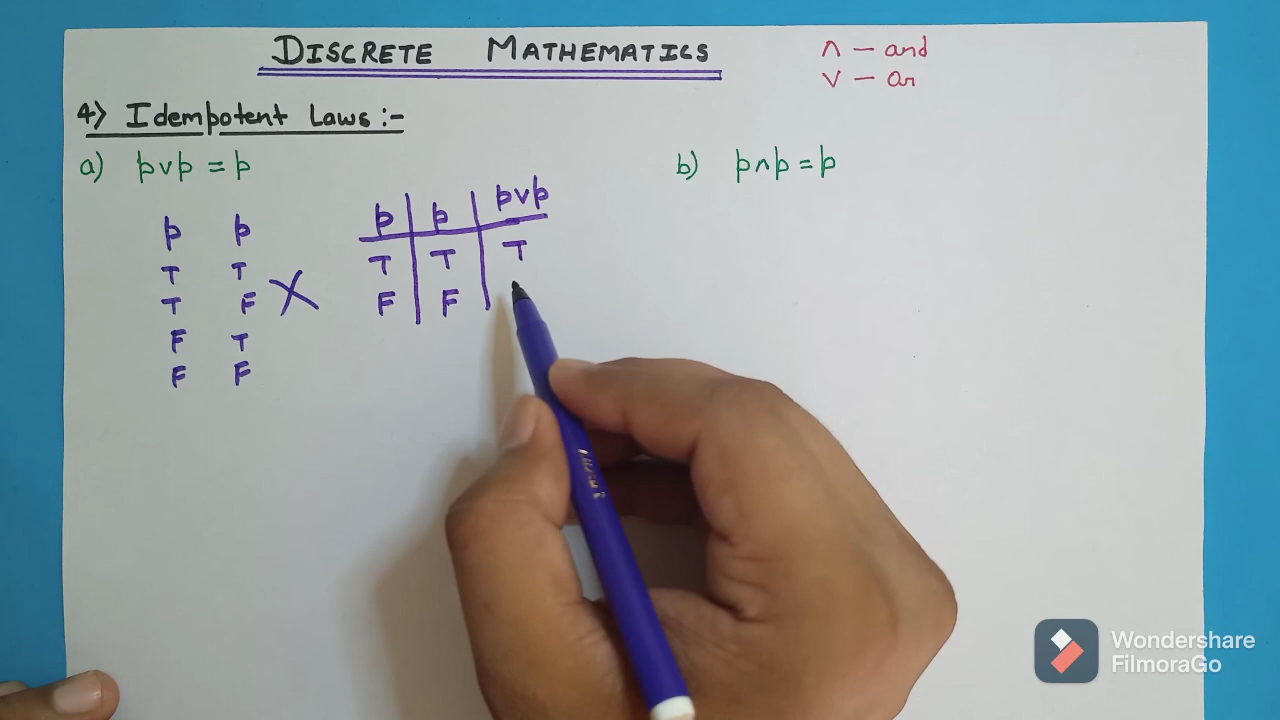 DISCRETE MATHEMATICS
∧ – and
∨ – or
4) Idempotent Laws :-
a) p∨p = p
b) p∧p = p
p p
T T
T F X
F T
F F
p p p∨p
T T T
F F
Wondershare
FilmoraGo